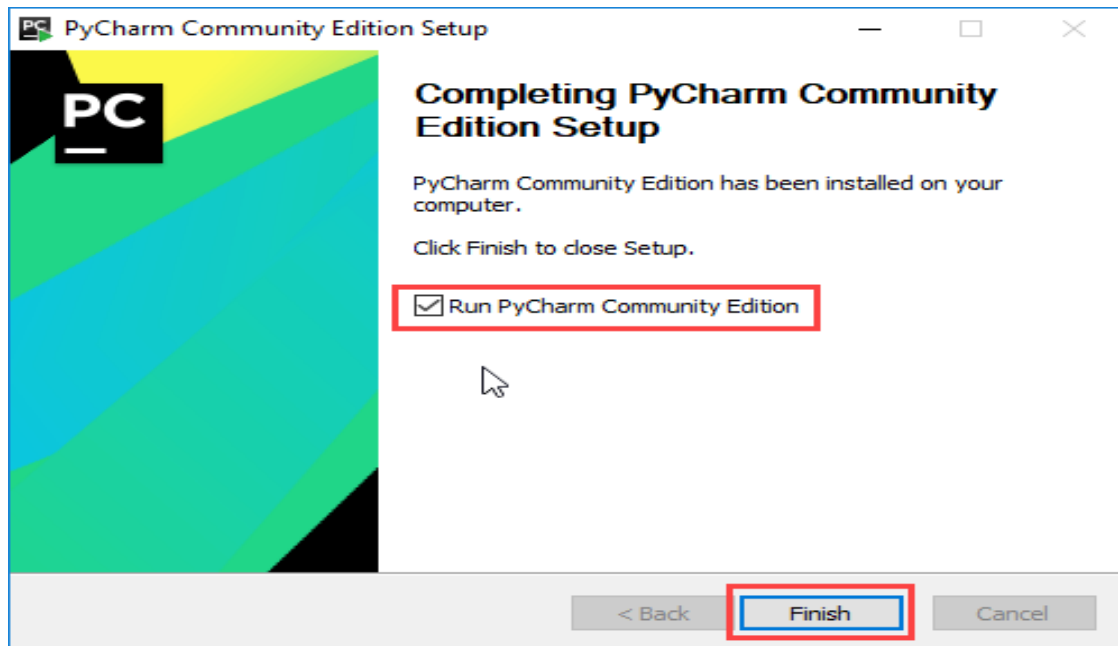 PC PyCharm Community Edition Setup
PC
Completing PyCharm Community
Edition Setup
PyCharm Community Edition has been installed on your
computer.
Click Finish to close Setup.
Run PyCharm Community Edition
< Back
Finish
Cancel